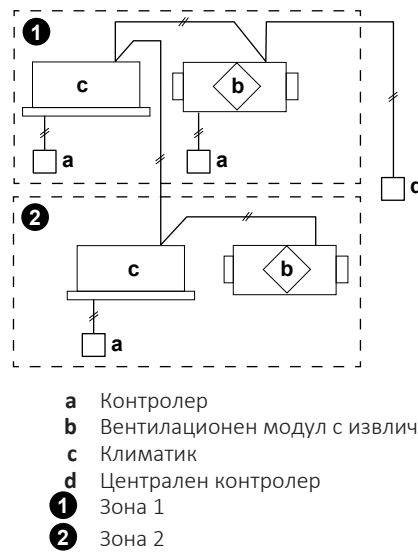 1
c
b
a
a
d
2
c
b
a
a Контролер
b Вентилационен модул с извлич
c Климатик
d Централен контролер
1 Зона 1
2 Зона 2